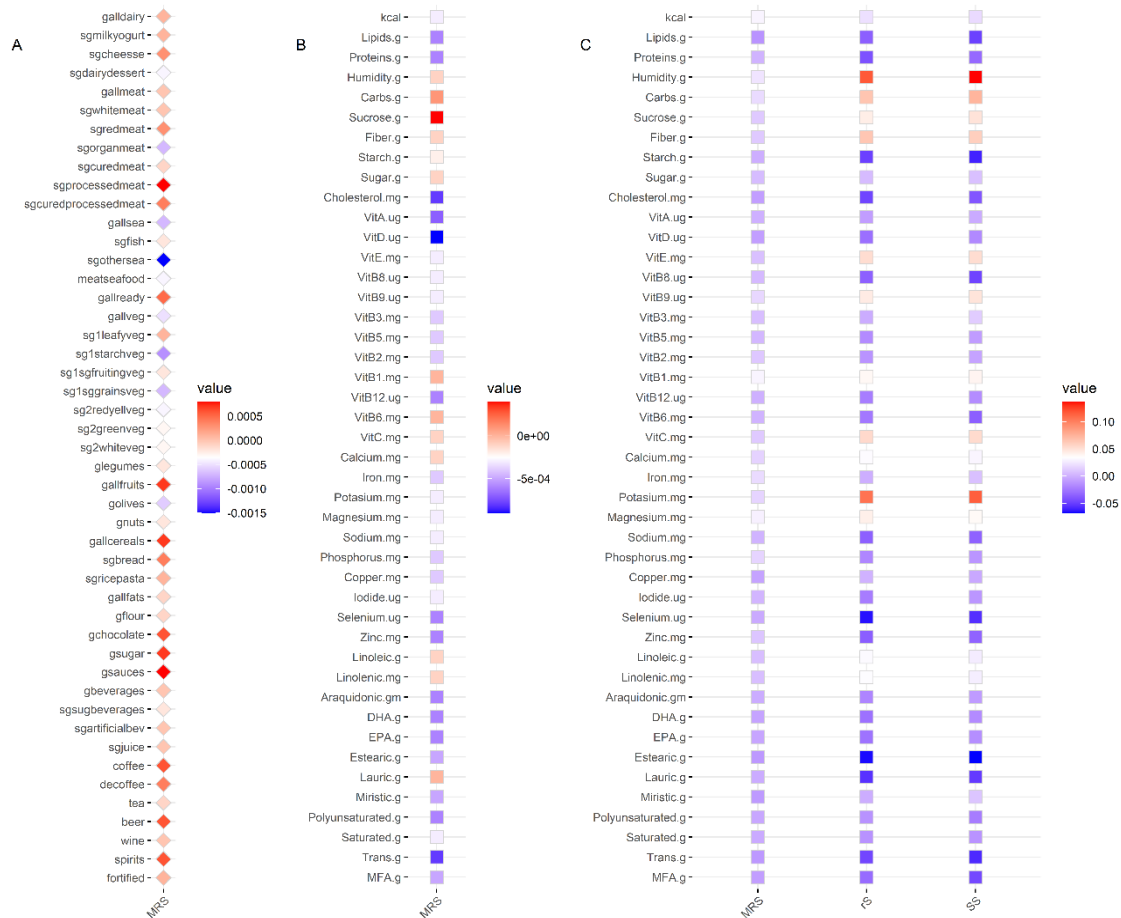 A
galldairy
sgmilkyogurt
sgcheesse
sgdairydessert
gallmeat
sgwhitemeat
sgredmeat
sgorganmeat
sgcuredmeat
sgprocessedmeat
sgcuredprocessedmeat
gallsea
sgfish
sgothersea
meatseafood
gallready
gallveg
sg1leafyveg
sg1starchveg
sg1sgfruitingveg
sg1sggrainsveg
sg2redyellveg
sg2greenveg
sg2whiteveg
glegumes
gallfruits
golives
gnuts
gallcereals
sgbread
sgricepasta
gallfats
gflour
gchocolate
gsugar
gsauces
gbeverages
sgsugbeverages
sgartificialbev
sgjuice
coffee
decoffee
tea
beer
wine
spirits
fortified
MRS
value
0.0005
0.0000
-0.0005
-0.0010
-0.0015
B
kcal
Lipids.g
Proteins.g
Humidity.g
Carbs.g
Sucrose.g
Fiber.g
Starch.g
Sugar.g
Cholesterol.mg
VitA.ug
VitD.ug
VitE.mg
VitB8.ug
VitB9.ug
VitB3.mg
VitB5.mg
VitB2.mg
VitB1.mg
VitB12.ug
VitB6.mg
VitC.mg
Calcium.mg
Iron.mg
Potasium.mg
Magnesium.mg
Sodium.mg
Phosphorus.mg
Copper.mg
Iodide.ug
Selenium.ug
Zinc.mg
Linoleic.g
Linolenic.mg
Araquidonic.gm
DHA.g
EPA.g
Estearic.g
Lauric.g
Miristic.g
Polyunsaturated.g
Saturated.g
Trans.g
MFA.g
MRS
value
0e+00
-5e-04
C
kcal
Lipids.g
Proteins.g
Humidity.g
Carbs.g
Sucrose.g
Fiber.g
Starch.g
Sugar.g
Cholesterol.mg
VitA.ug
VitD.ug
VitE.mg
VitB8.ug
VitB9.ug
VitB3.mg
VitB5.mg
VitB2.mg
VitB1.mg
VitB12.ug
VitB6.mg
VitC.mg
Calcium.mg
Iron.mg
Potasium.mg
Magnesium.mg
Sodium.mg
Phosphorus.mg
Copper.mg
Iodide.ug
Selenium.ug
Zinc.mg
Linoleic.g
Linolenic.mg
Araquidonic.gm
DHA.g
EPA.g
Estearic.g
Lauric.g
Miristic.g
Polyunsaturated.g
Saturated.g
Trans.g
MFA.g
MRS
rS
SS
value
0.10
0.05
0.00
-0.05